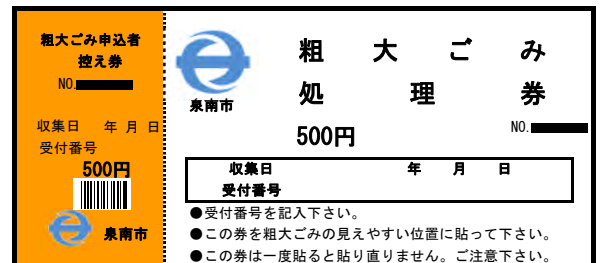 粗大ごみ申込者
控え券
NO.
収集日 年 月 日
受付番号
500円
泉南市
泉南市
粗大ごみ
処理券
500円
NO.
収集日 年 月 日
受付番号
●受付番号を記入下さい。
●この券を粗大ごみの見えやすい位置に貼って下さい。
●この券は一度貼ると貼り直りません。ご注意下さい。